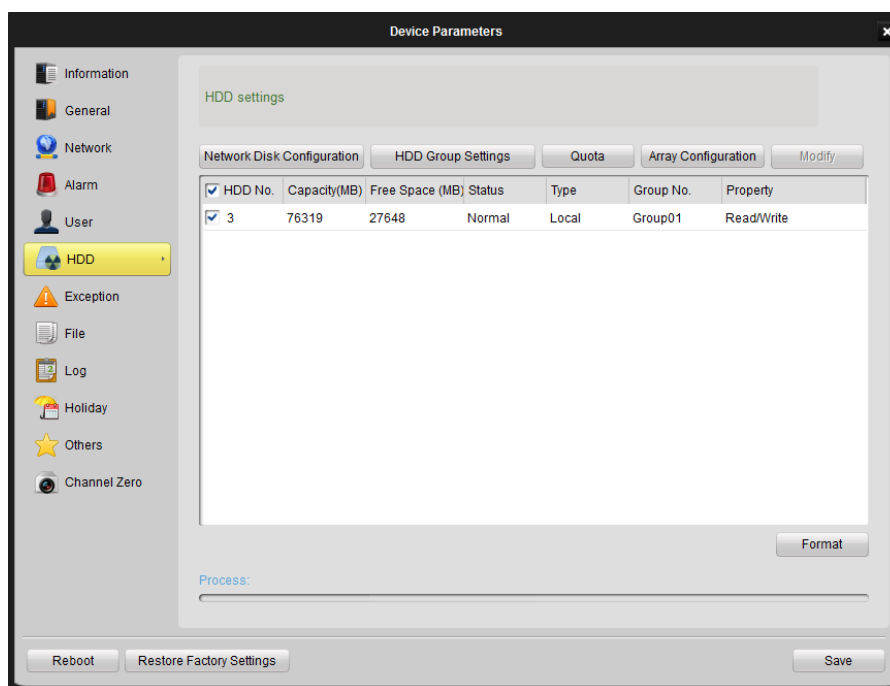 Device Parameters
Information
General
Network
Alarm
User
HDD
Exception
File
Log
Holiday
Others
Channel Zero
HDD settings
Network Disk Configuration HDD Group Settings Quota Array Configuration Modify
HDD No. Capacity(MB) Free Space (MB) Status Type Group No. Property
3 76319 27648 Normal Local Group01 Read/Write
Format
Process:
Reboot Restore Factory Settings Save